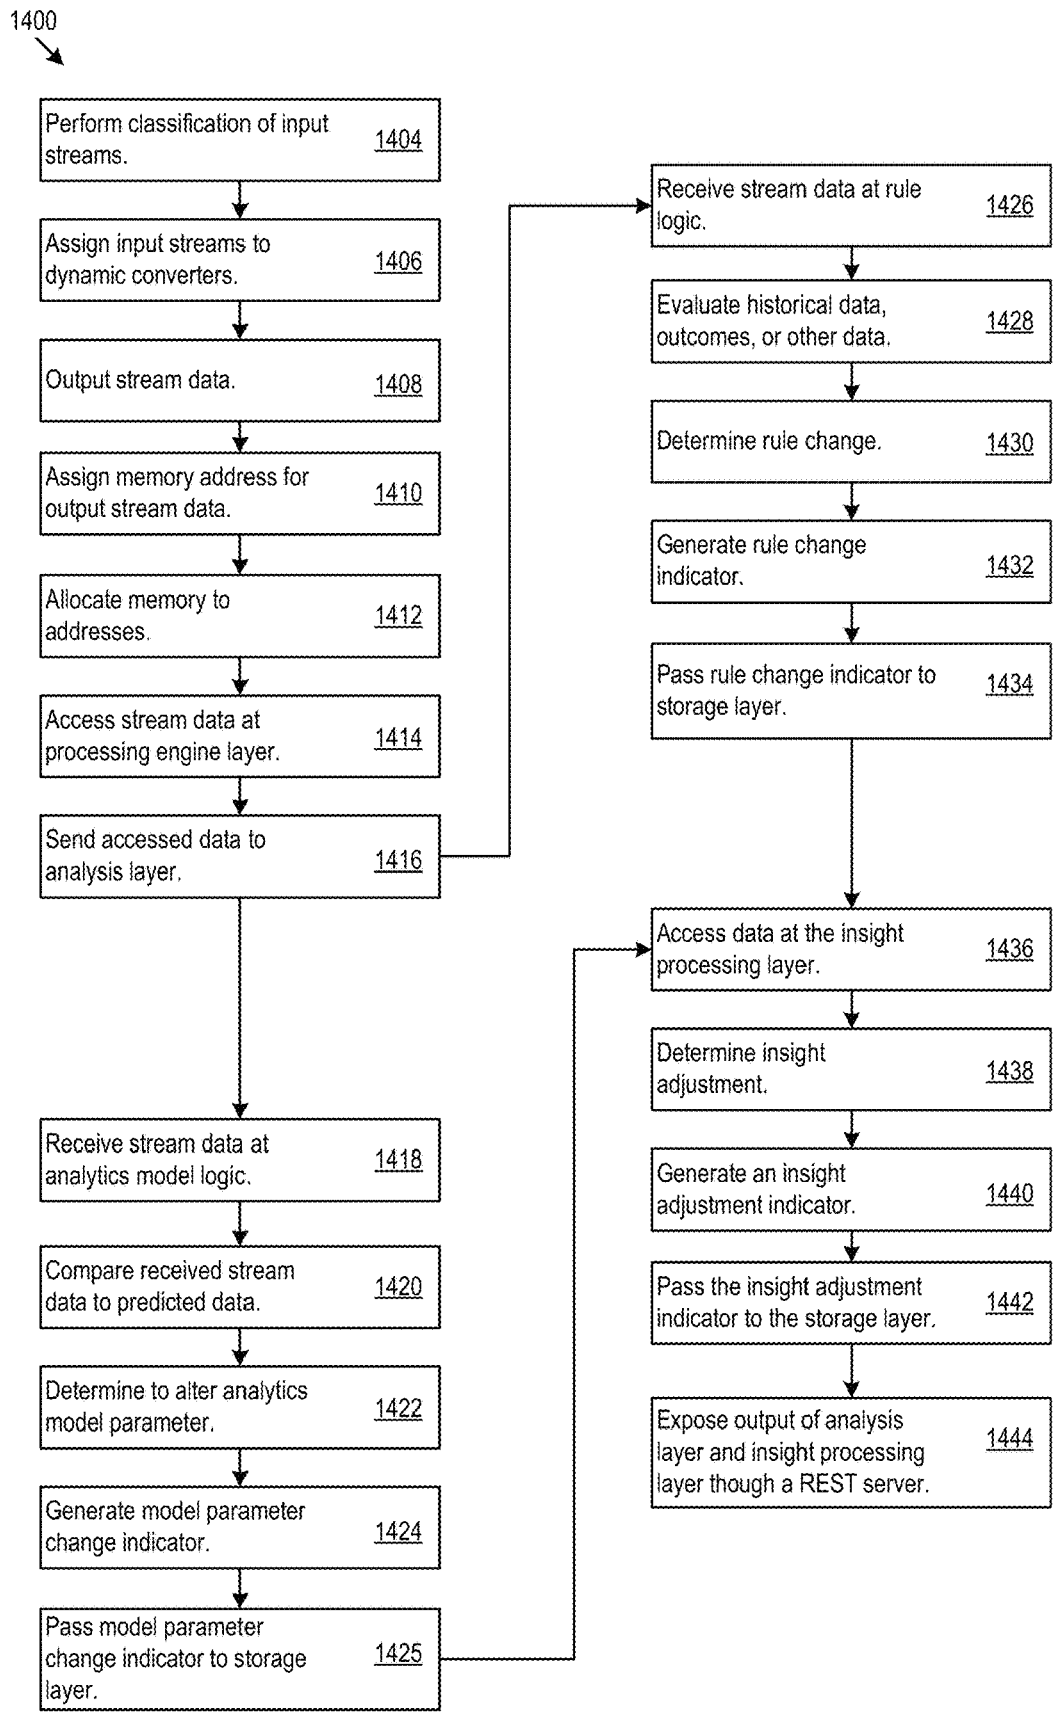 1400
Perform classification of input
streams.
1404
Assign input streams to
dynamic converters.
1406
Output stream data.
1408
Assign memory address for
output stream data.
1410
Allocate memory to
addresses.
1412
Access stream data at
processing engine layer.
1414
Send accessed data to
analysis layer.
1416
Receive stream data at
analytics model logic.
1418
Compare received stream
data to predicted data.
1420
Determine to alter analytics
model parameter.
1422
Generate model parameter
change indicator.
1424
Pass model parameter
change indicator to storage
layer.
1425
Receive stream data at rule
logic.
1426
Evaluate historical data,
outcomes, or other data.
1428
Determine rule change.
1430
Generate rule change
indicator.
1432
Pass rule change indicator to
storage layer.
1434
Access data at the insight
processing layer.
1436
Determine insight
adjustment.
1438
Generate an insight
adjustment indicator.
1440
Pass the insight adjustment
indicator to the storage layer.
1442
Expose output of analysis
layer and insight processing
layer though a REST server.
1444